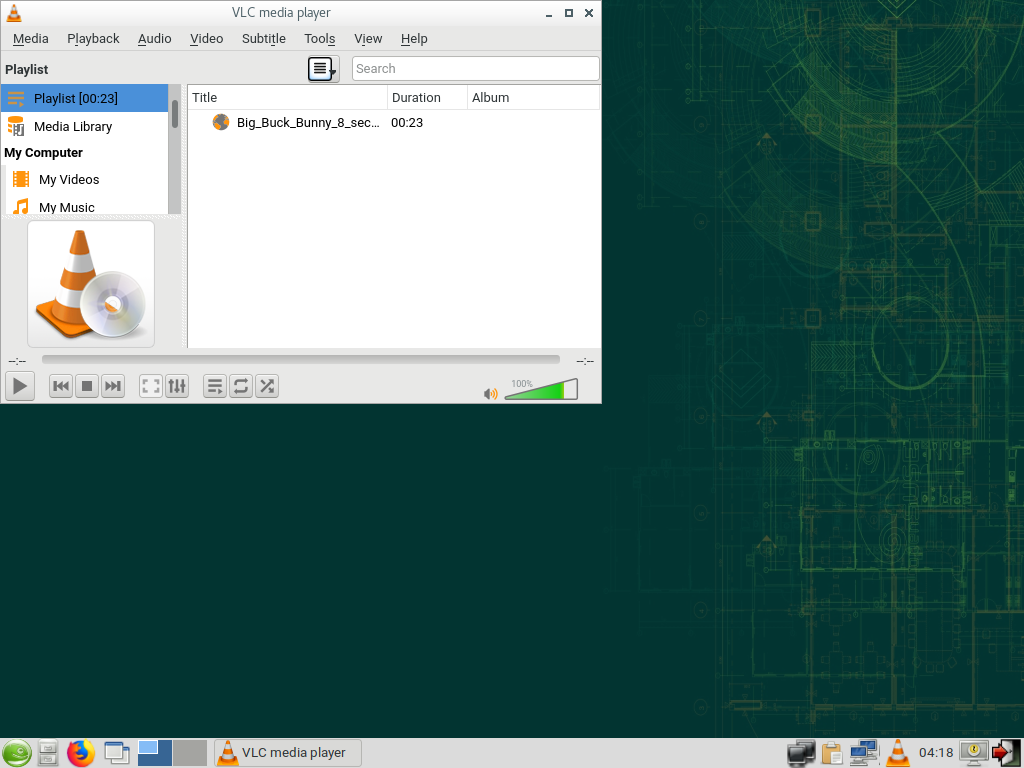 VLC media player
Media Playback Audio Video Subtitle Tools View Help
Playlist
Search
Playlist [00:23]
Media Library
My Computer
My Videos
My Music
Title Duration Album
Big_Buck_Bunny_8_sec... 00:23
--:-- --:--
100%
VLC media player
04:18